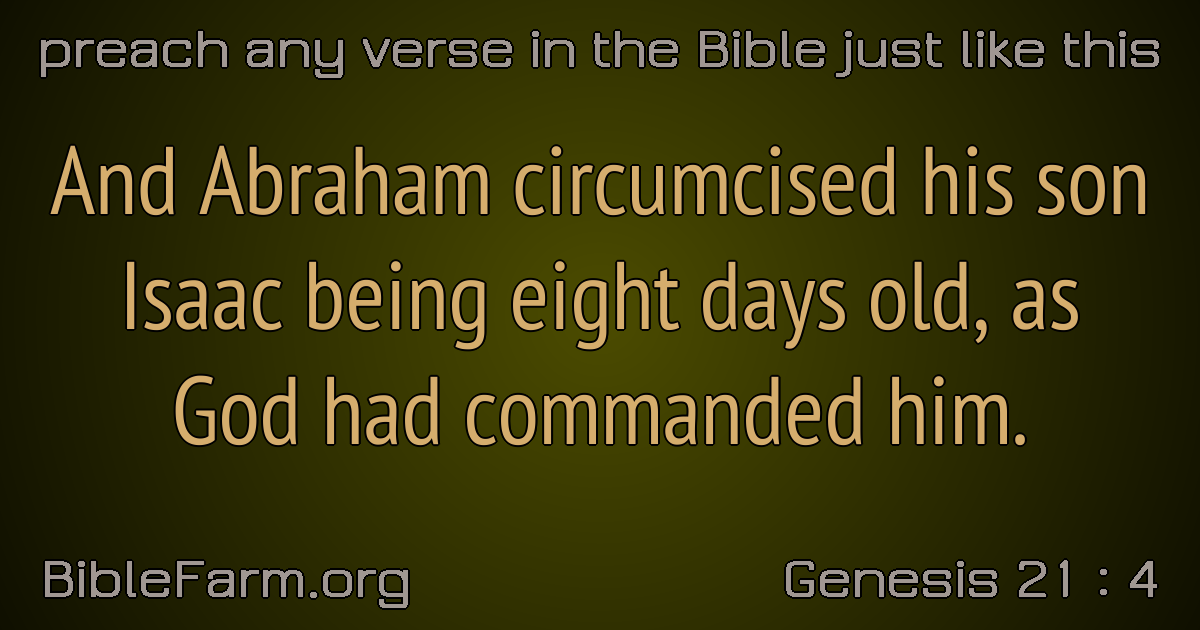 preach any verse in the Bible just like this
And Abraham circumcised his son
Isaac being eight days old, as
God had commanded him.
BibleFarm.org
Genesis 21 : 4